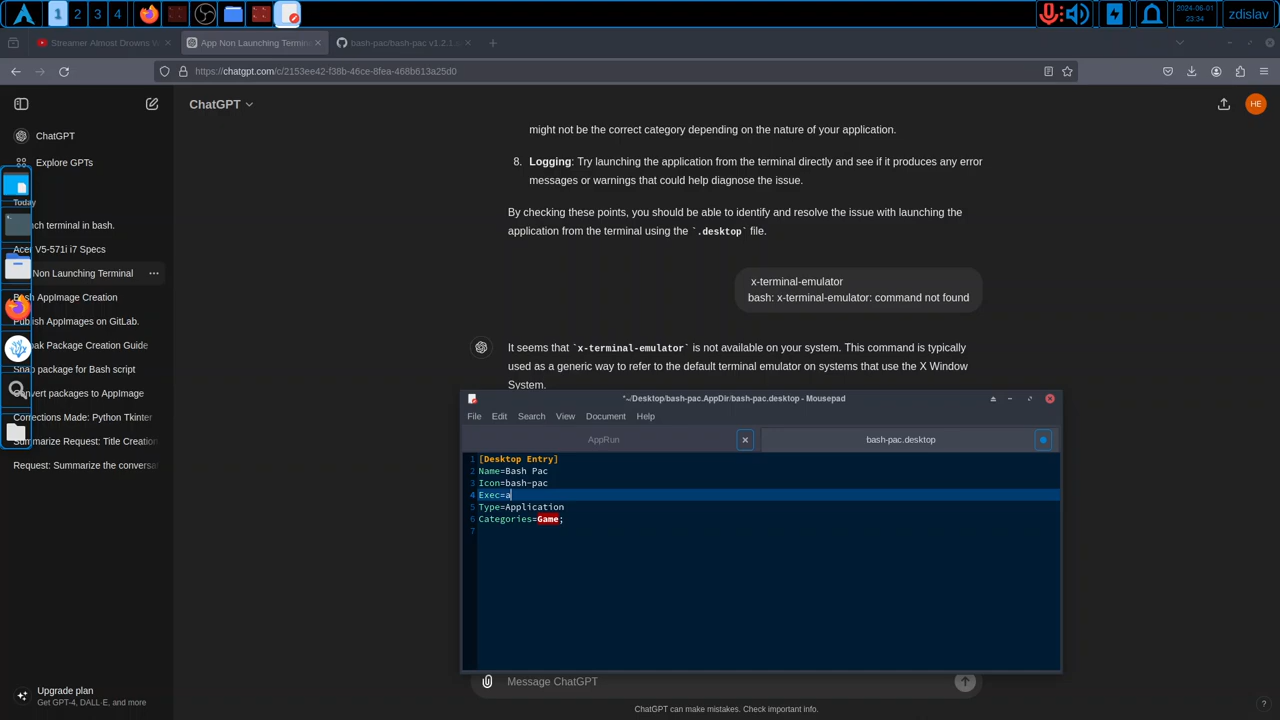 1
2
3
4
2024-06-01
23:34
zdislav
Streamer Almost Drowns W
App Non Launching Termin
bash-pac/bash-pac v1.2.1.s
https://chatgpt.com/c/2153ee42-f38b-46ce-8fea-468b613a25d0
ChatGPT
HE
ChatGPT
Explore GPTs
Today
nch terminal in bash.
Acer V5-571i i7 Specs
Non Launching Terminal
Bash AppImage Creation
Publish AppImages on GitLab.
ak Package Creation Guide
Snap package for Bash script
Convert packages to AppImage
Corrections Made: Python Tkinter
Summarize Request: Title Creation
Request: Summarize the conversa
Upgrade plan
Get GPT-4, DALL·E, and more
might not be the correct category depending on the nature of your application.
8. Logging: Try launching the application from the terminal directly and see if it produces any error
messages or warnings that could help diagnose the issue.
By checking these points, you should be able to identify and resolve the issue with launching the
application from the terminal using the `.desktop` file.
x-terminal-emulator
bash: x-terminal-emulator: command not found
It seems that `x-terminal-emulator` is not available on your system. This command is typically
used as a generic way to refer to the default terminal emulator on systems that use the X Window
System.
*~/Desktop/bash-pac.AppDir/bash-pac.desktop - Mousepad
File Edit Search View Document Help
AppRun
bash-pac.desktop
1 [Desktop Entry]
2 Name=Bash Pac
3 Icon=bash-pac
4 Exec=a
5 Type=Application
6 Categories=Game;
7
Message ChatGPT
ChatGPT can make mistakes. Check important info.
?